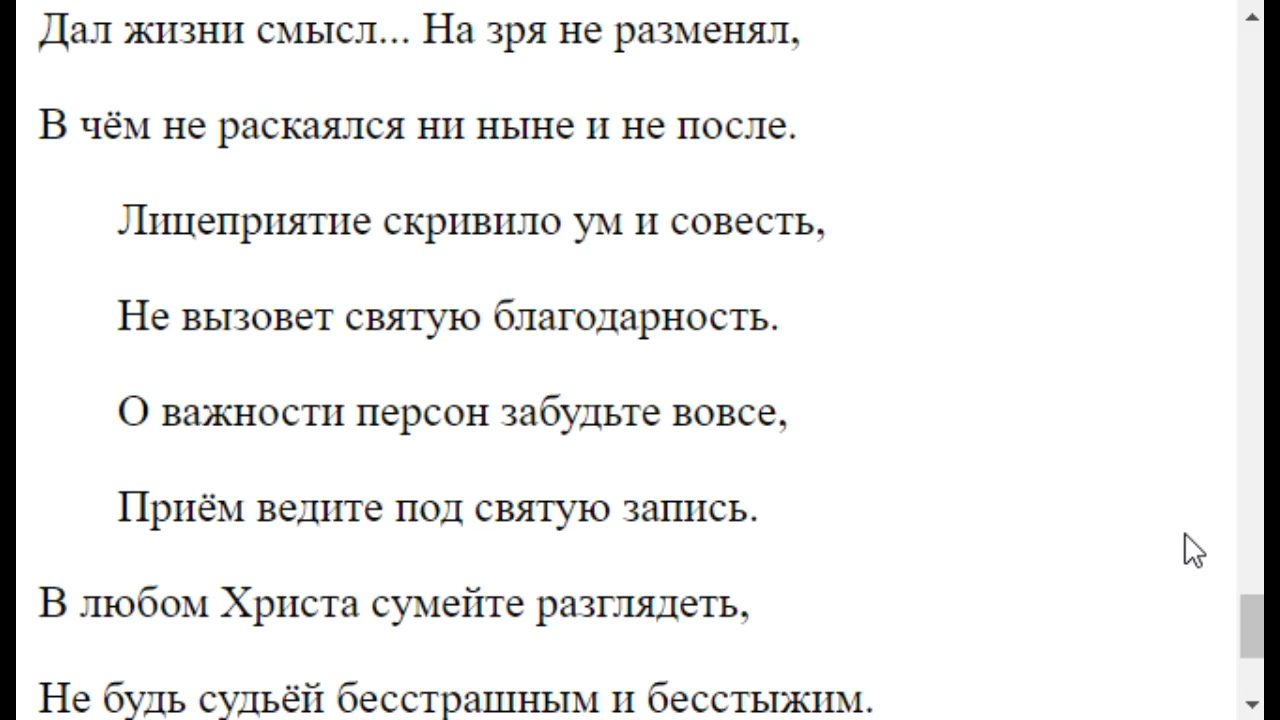 Дал жизни смысл... На зря не разменял,
В чём не раскаялся ни ныне и не после.
Лицеприятие скривило ум и совесть,
Не вызовет святую благодарность.
О важности персон забудьте вовсе,
Приём ведите под святую запись.
В любом Христа сумейте разглядеть,
Не будь судьёй бесстрашным и бесстыжим.